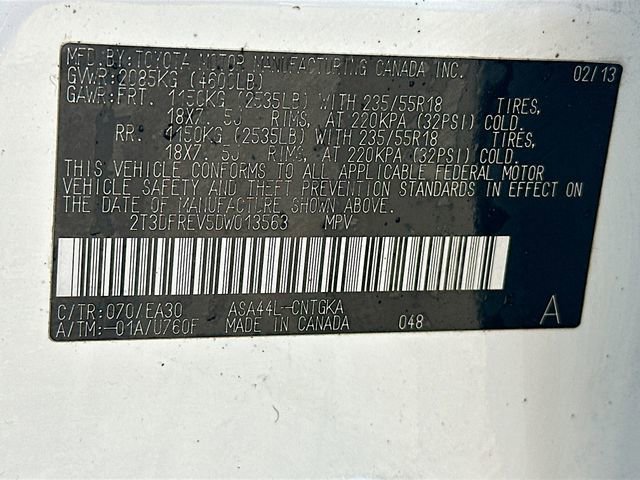 MFD.BY: TOYOTA MOTOR MANUFACTURING CANADA INC. 02/13
GVWR: 2085KG (4600LB)
GAWR: FRT. 1150KG (2535LB) WITH 235/55R18 TIRES,
18X7. 5J RIMS, AT 220KPA (32PSI) COLD.
RR. 1150KG (2535LB) WITH 235/55R18 TIRES,
18X7. 5J RIMS, AT 220KPA (32PSI) COLD.
THIS VEHICLE CONFORMS TO ALL APPLICABLE FEDERAL MOTOR
VEHICLE SAFETY AND THEFT PREVENTION STANDARDS IN EFFECT ON
THE DATE OF MANUFACTURE SHOWN ABOVE.
2T3DFREV5DW013563 MPV
C/TR: 070/EA30 ASA44L-CNTGKA
A/TM: -01A/U760F MADE IN CANADA 048 A